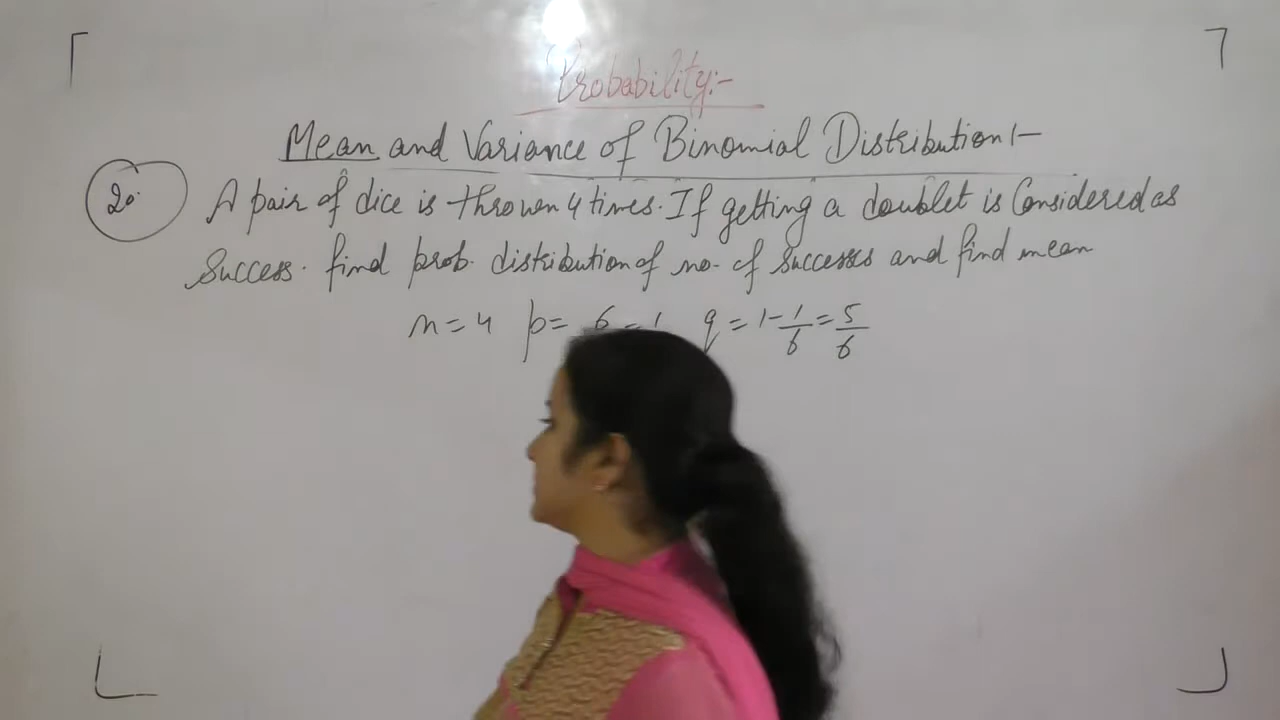 Probability:-
Mean and Variance of Binomial Distribution:-
20. A pair of dice is thrown 4 times. If getting a doublet is Considered as
Success. find prob. distribution of no. of successes and find mean
n = 4 p = 6 = 1 q = 1 - 1/6 = 5/6